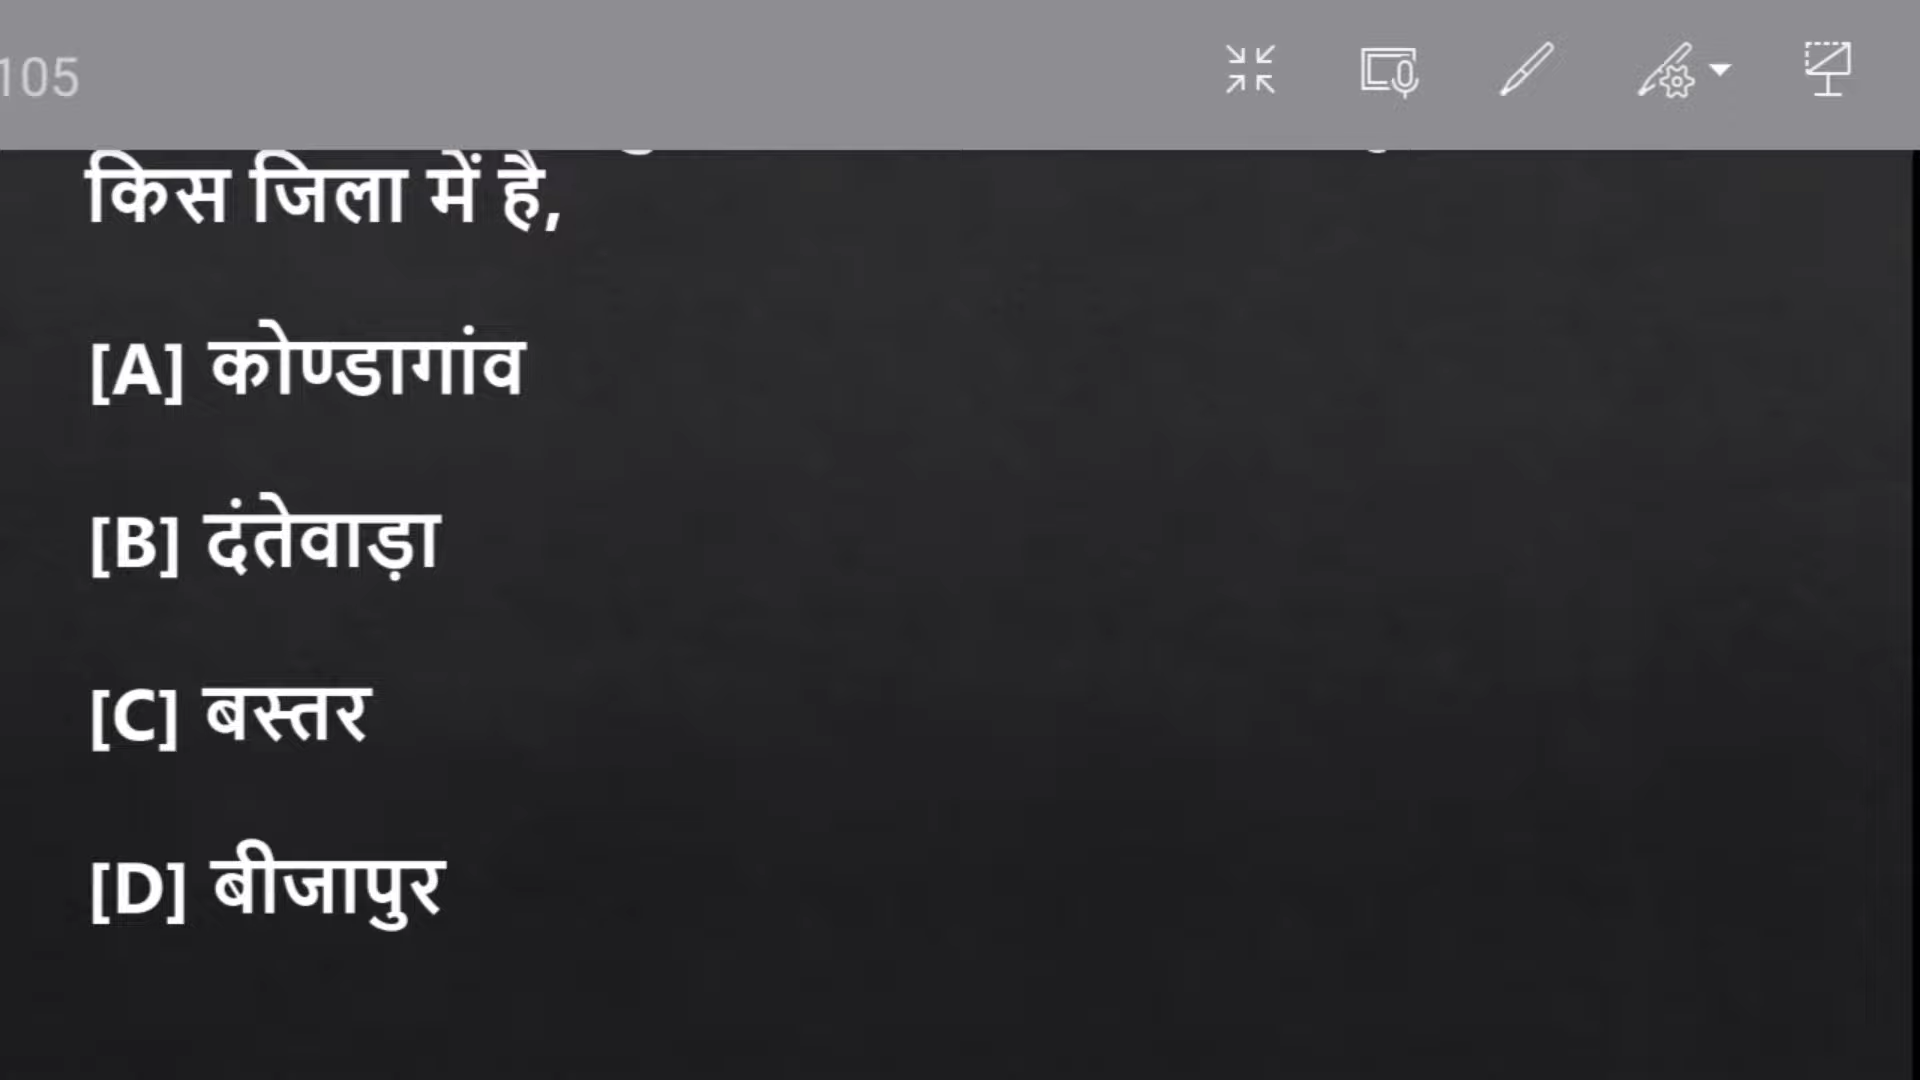 105
किस जिला में है,
[A] कोण्डागांव
[B] दंतेवाड़ा
[C] बस्तर
[D] बीजापुर